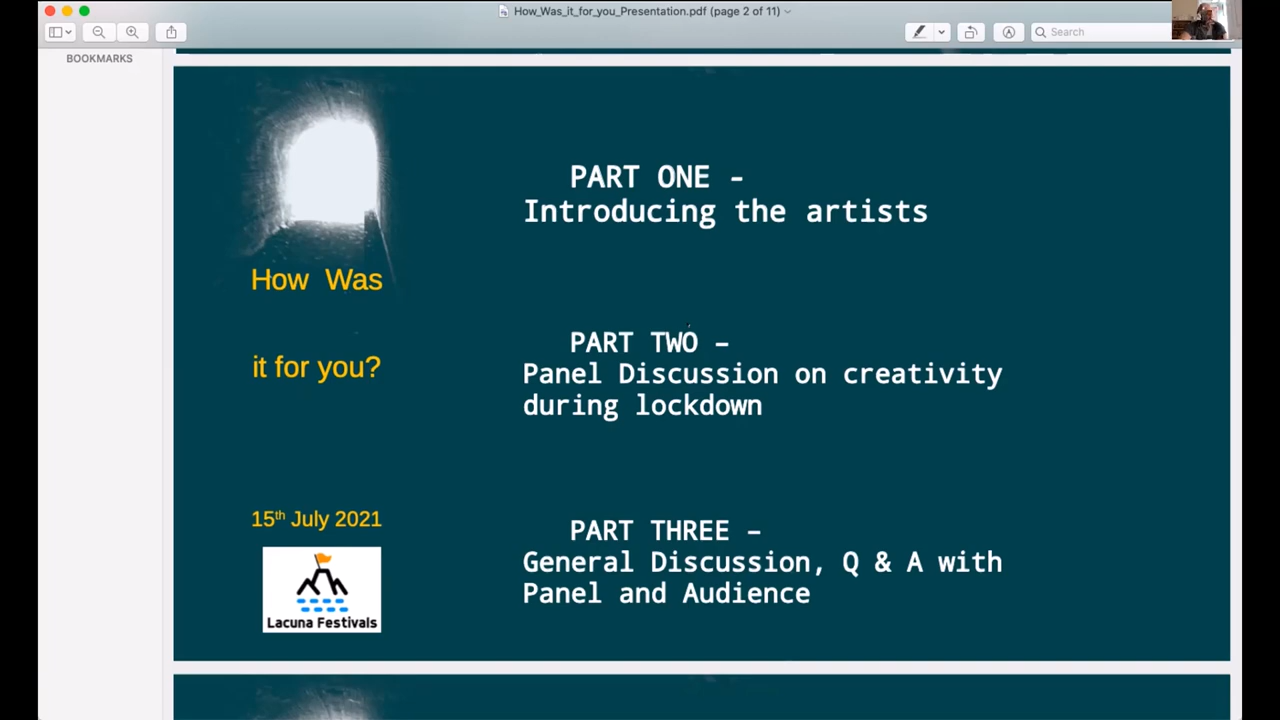 How_Was_it_for_you_Presentation.pdf (page 2 of 11)
Search
BOOKMARKS
PART ONE -
Introducing the artists
How Was
it for you?
PART TWO –
Panel Discussion on creativity
during lockdown
15th July 2021
Lacuna Festivals
PART THREE –
General Discussion, Q & A with
Panel and Audience